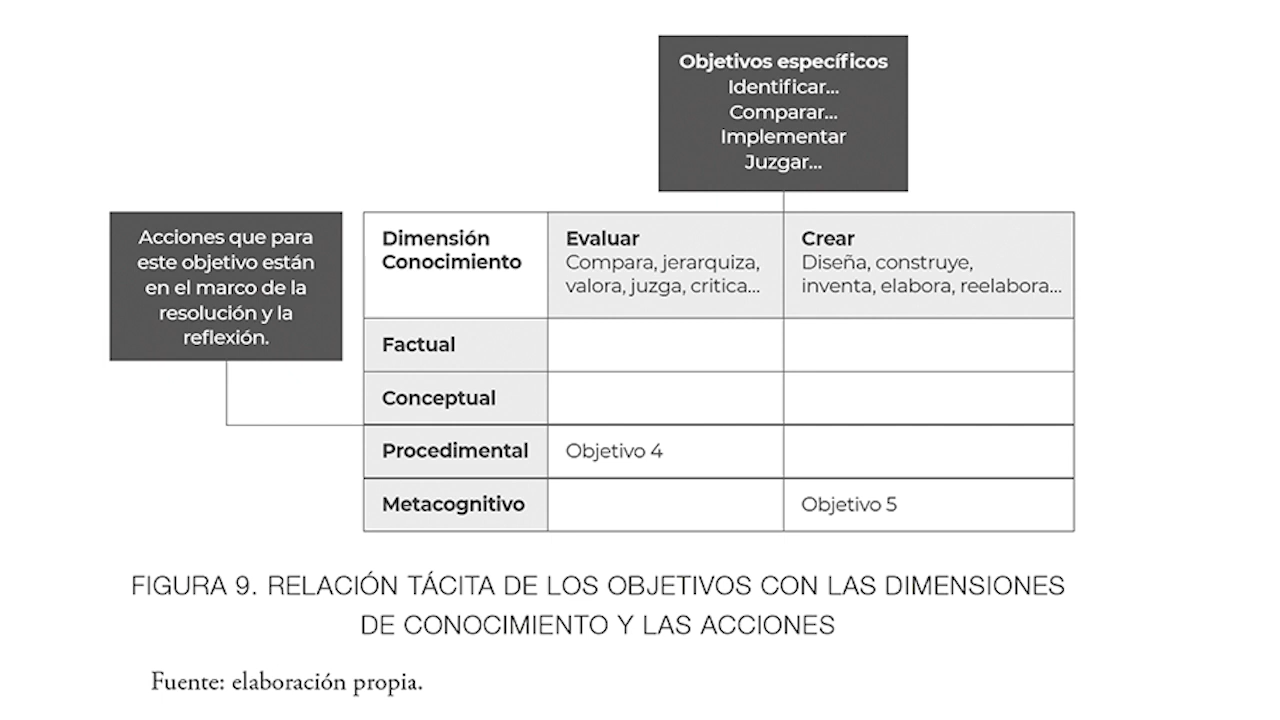 Objetivos específicos
Identificar...
Comparar...
Implementar
Juzgar...
Acciones que para
este objetivo están
en el marco de la
resolución y la
reflexión.
Dimensión
Conocimiento
Evaluar
Compara, jerarquiza,
valora, juzga, critica...
Crear
Diseña, construye,
inventa, elabora, reelabora...
Factual
Conceptual
Procedimental
Objetivo 4
Metacognitivo
Objetivo 5
FIGURA 9. RELACIÓN TÁCITA DE LOS OBJETIVOS CON LAS DIMENSIONES
DE CONOCIMIENTO Y LAS ACCIONES
Fuente: elaboración propia.